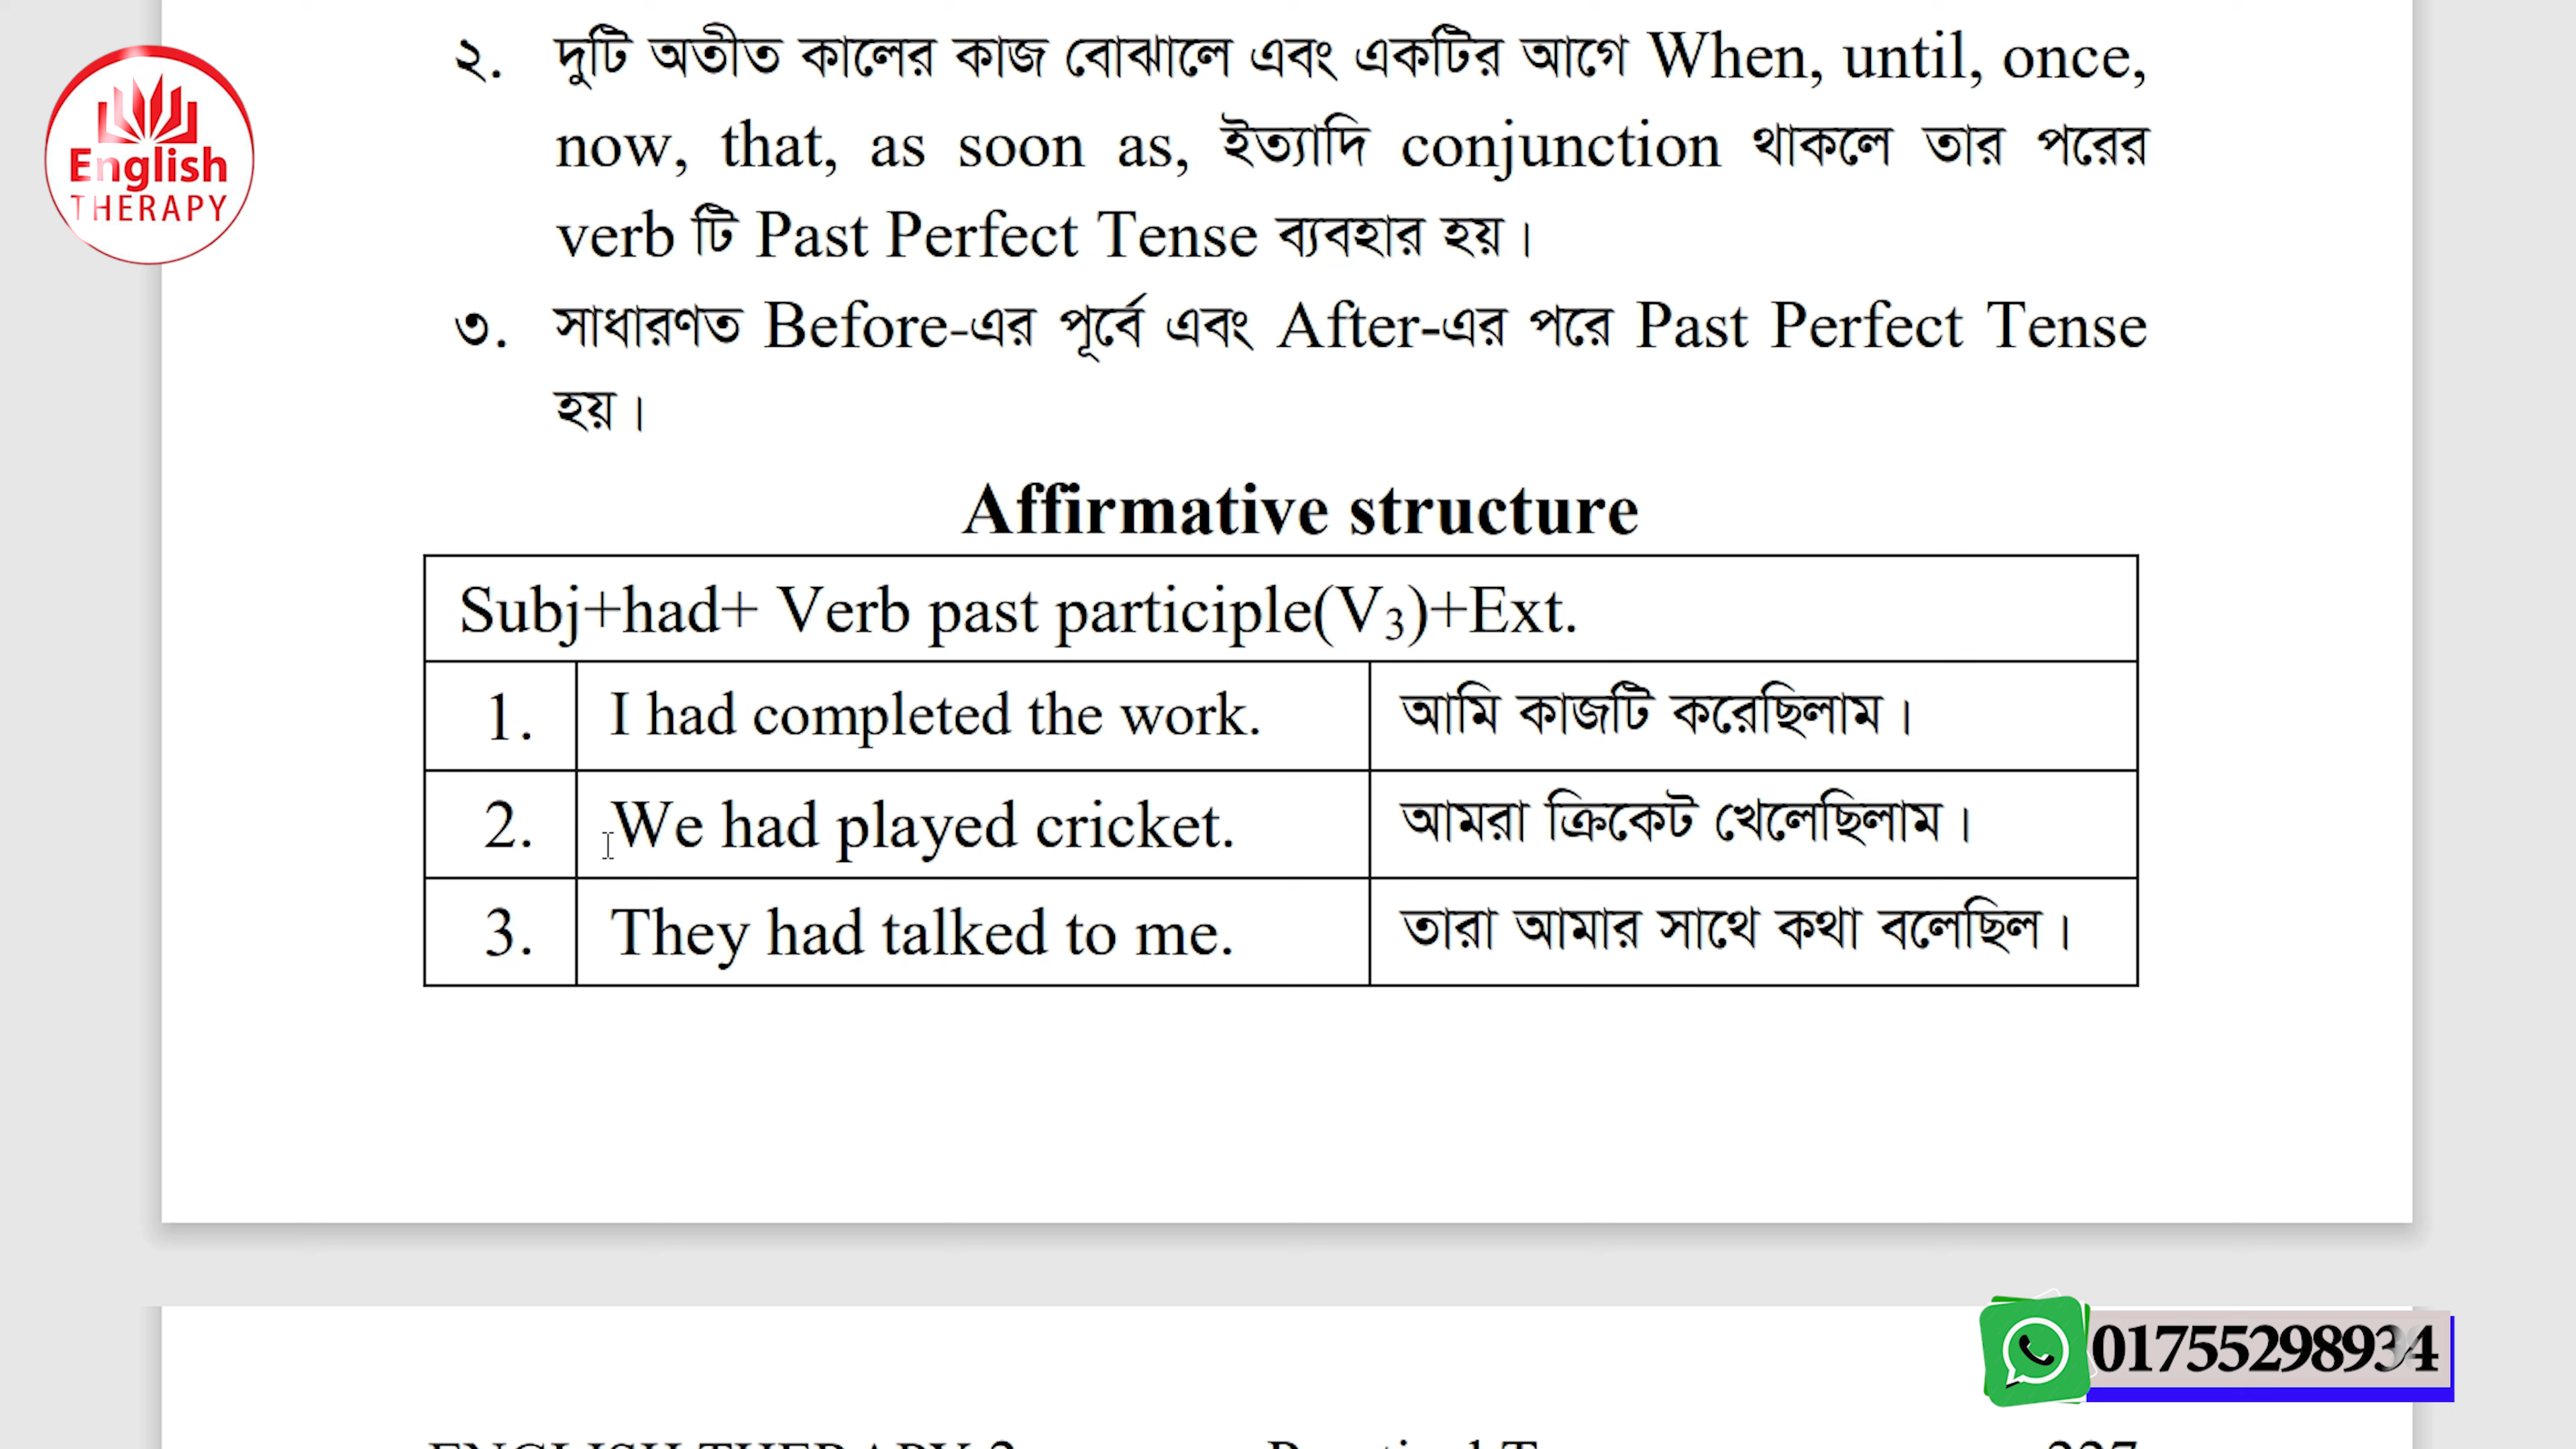 English
THERAPY
২. দুটি অতীত কালের কাজ বোঝালে এবং একটির আগে When, until, once,
now, that, as soon as, ইত্যাদি conjunction থাকলে তার পরের
verb টি Past Perfect Tense ব্যবহার হয়।
৩. সাধারণত Before-এর পূর্বে এবং After-এর পরে Past Perfect Tense
হয়।
Affirmative structure
Subj+had+ Verb past participle(V₃)+Ext.
1. I had completed the work. আমি কাজটি করেছিলাম।
2. We had played cricket. আমরা ক্রিকেট খেলেছিলাম।
3. They had talked to me. তারা আমার সাথে কথা বলেছিল।
01755298934